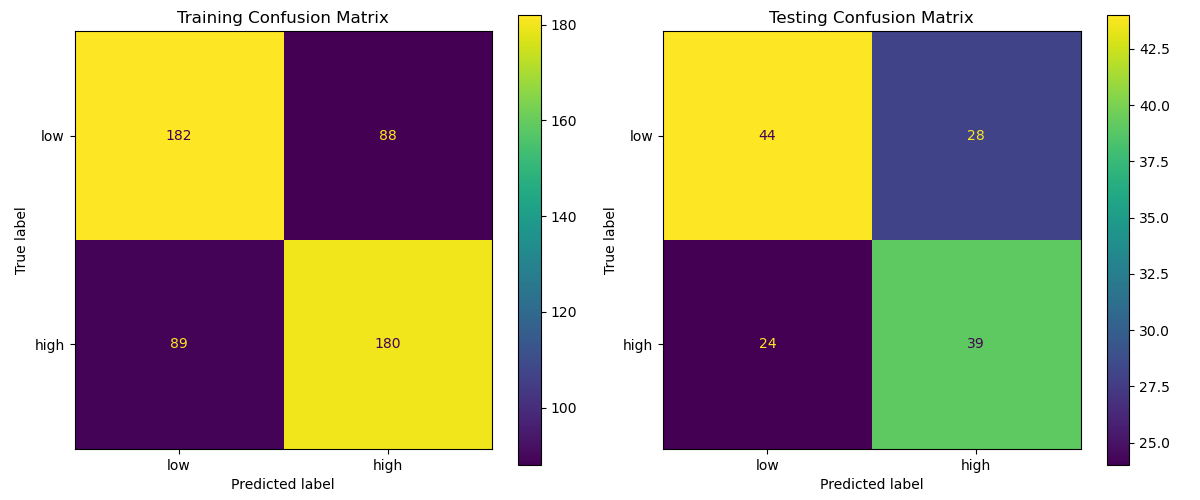 Training Confusion Matrix
low
high
True label
182
88
89
180
low
high
Predicted label
180
160
140
120
100
Testing Confusion Matrix
low
high
True label
44
28
24
39
low
high
Predicted label
42.5
40.0
37.5
35.0
32.5
30.0
27.5
25.0